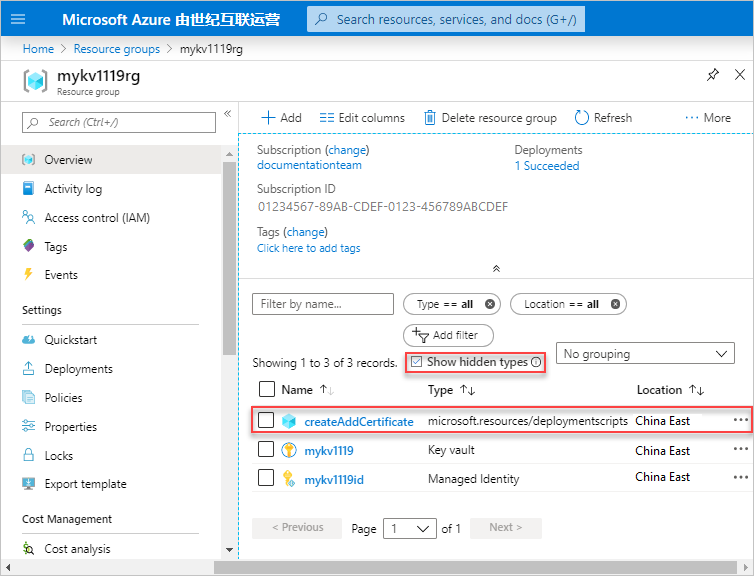 Microsoft Azure 由世纪互联运营
Search resources, services, and docs (G+/)
Home > Resource groups > mykv1119rg
mykv1119rg
Resource group
Search (Ctrl+/)
«
Add
Edit columns
Delete resource group
Refresh
··· More
Overview
Activity log
Access control (IAM)
Tags
Events
Settings
Quickstart
Deployments
Policies
Properties
Locks
Export template
Cost Management
Cost analysis
Subscription (change)
documentationteam
Deployments
1 Succeeded
Subscription ID
01234567-89AB-CDEF-0123-456789ABCDEF
Tags (change)
Click here to add tags
Filter by name...
Type == all
Location == all
Add filter
Showing 1 to 3 of 3 records.
Show hidden types
No grouping
Name ↑↓ Type ↑↓ Location ↑↓
createAddCertificate microsoft.resources/deploymentscripts China East ···
mykv1119 Key vault China East ···
mykv1119id Managed Identity China East ···
< Previous Page 1 of 1 Next >